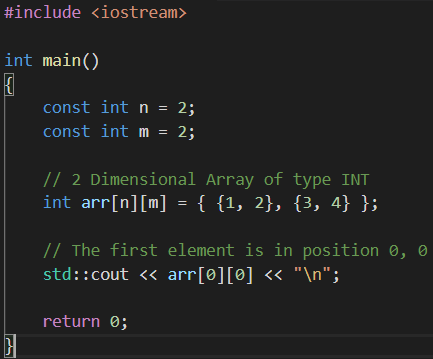 #include <iostream>
int main()
{
const int n = 2;
const int m = 2;
// 2 Dimensional Array of type INT
int arr[n][m] = { {1, 2}, {3, 4} };
// The first element is in position 0, 0
std::cout << arr[0][0] << "\n";
return 0;
}